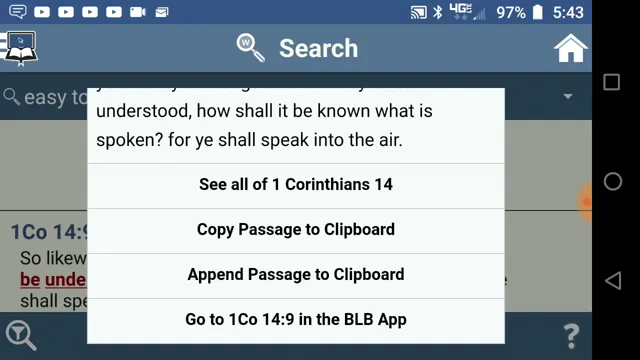 4G
97%
5:43
W
Search
easy to
understood, how shall it be known what is
spoken? for ye shall speak into the air.
See all of 1 Corinthians 14
Copy Passage to Clipboard
1Co 14:9
So likew
Append Passage to Clipboard
be unde
shall spe
Go to 1Co 14:9 in the BLB App
?